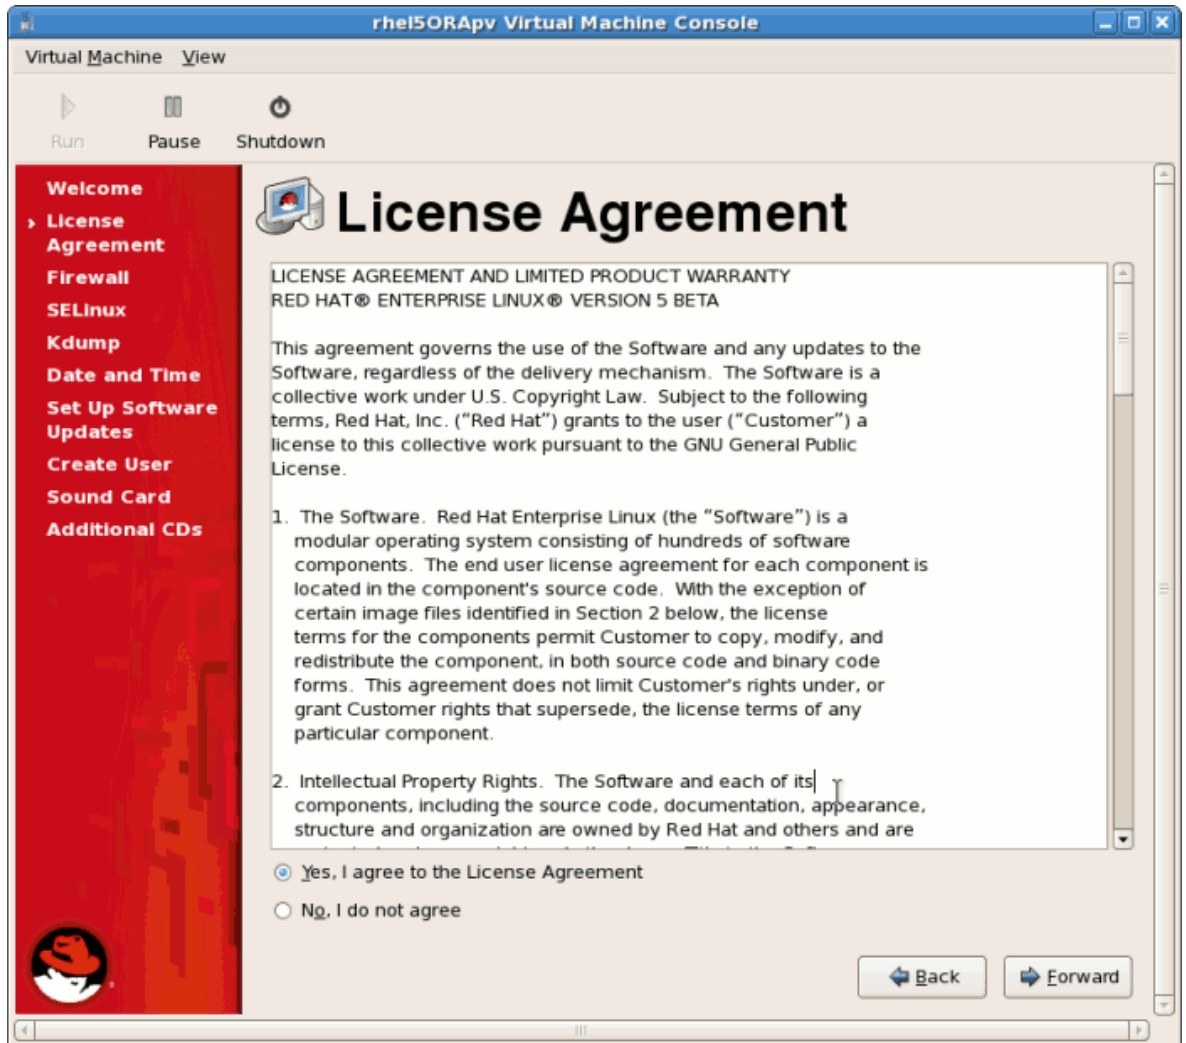 rhel5ORApv Virtual Machine Console
Virtual Machine View
Run Pause Shutdown
Welcome
License
Agreement
Firewall
SELinux
Kdump
Date and Time
Set Up Software
Updates
Create User
Sound Card
Additional CDs
License Agreement
LICENSE AGREEMENT AND LIMITED PRODUCT WARRANTY
RED HAT® ENTERPRISE LINUX® VERSION 5 BETA
This agreement governs the use of the Software and any updates to the
Software, regardless of the delivery mechanism.  The Software is a
collective work under U.S. Copyright Law.  Subject to the following
terms, Red Hat, Inc. (“Red Hat”) grants to the user (“Customer”) a
license to this collective work pursuant to the GNU General Public
License.
1.  The Software.  Red Hat Enterprise Linux (the “Software”) is a
modular operating system consisting of hundreds of software
components.  The end user license agreement for each component is
located in the component's source code.  With the exception of
certain image files identified in Section 2 below, the license
terms for the components permit Customer to copy, modify, and
redistribute the component, in both source code and binary code
forms.  This agreement does not limit Customer's rights under, or
grant Customer rights that supersede, the license terms of any
particular component.
2.  Intellectual Property Rights.  The Software and each of its
components, including the source code, documentation, appearance,
structure and organization are owned by Red Hat and others and are
Yes, I agree to the License Agreement
No, I do not agree
Back Forward